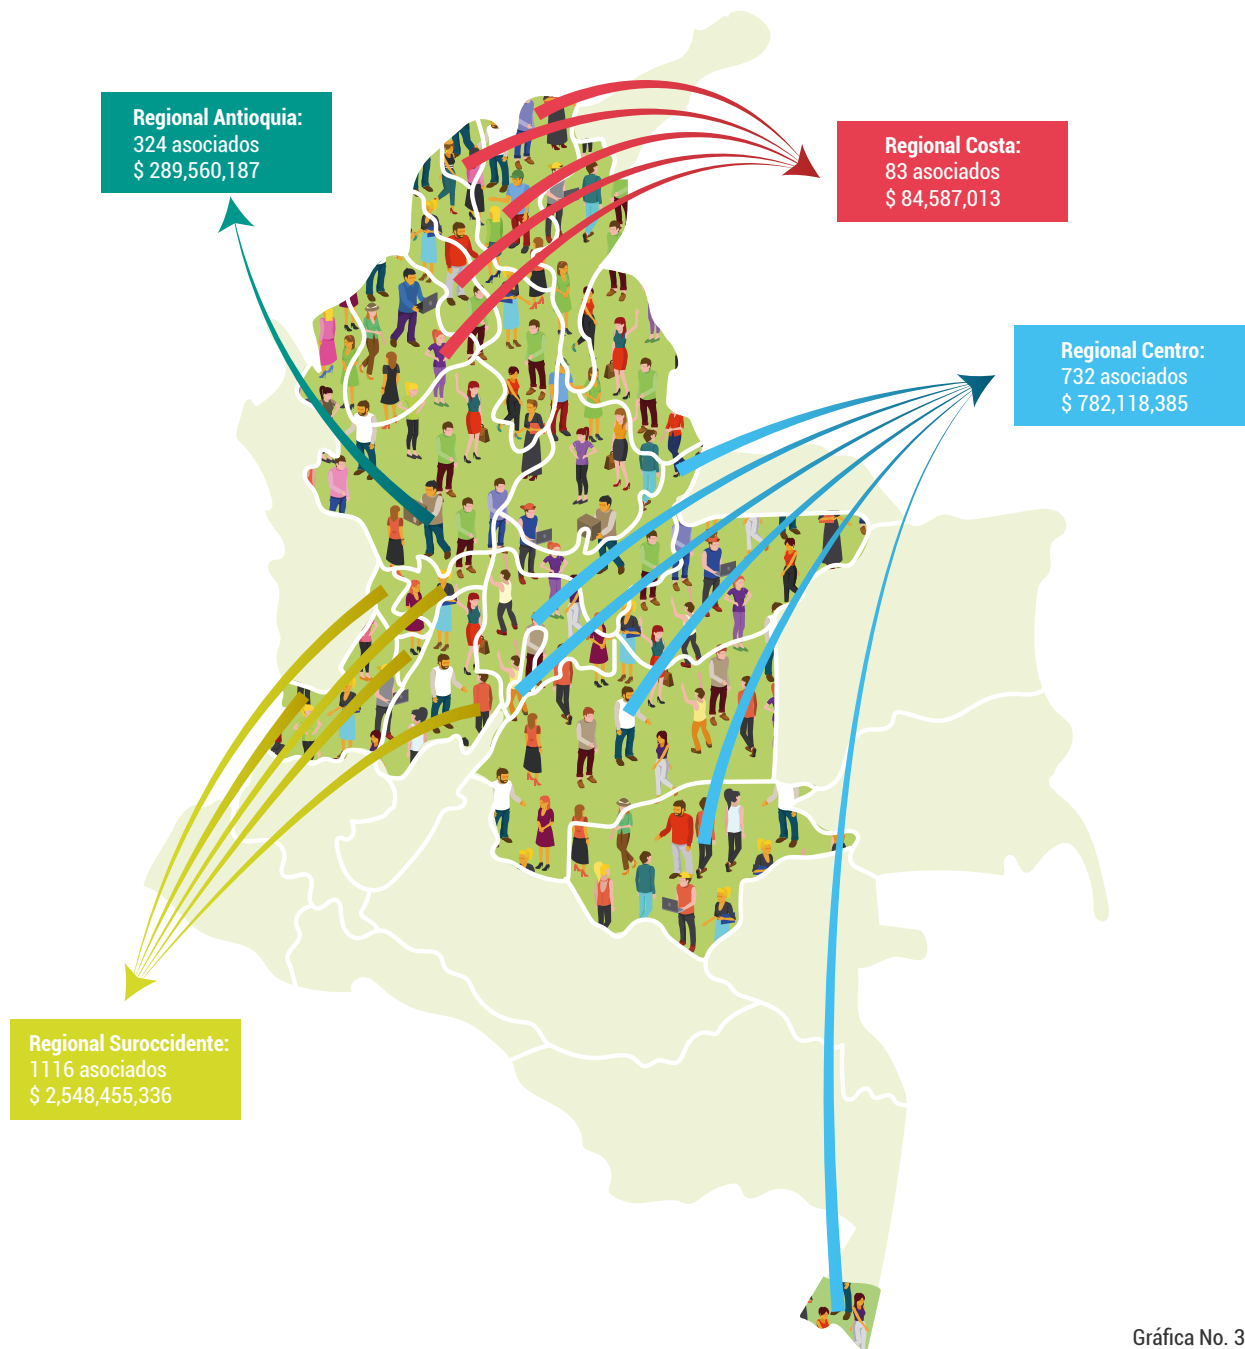 Regional Antioquia:
324 asociados
$ 289,560,187
Regional Costa:
83 asociados
$ 84,587,013
Regional Centro:
732 asociados
$ 782,118,385
Regional Suroccidente:
1116 asociados
$ 2,548,455,336
Gráfica No. 3